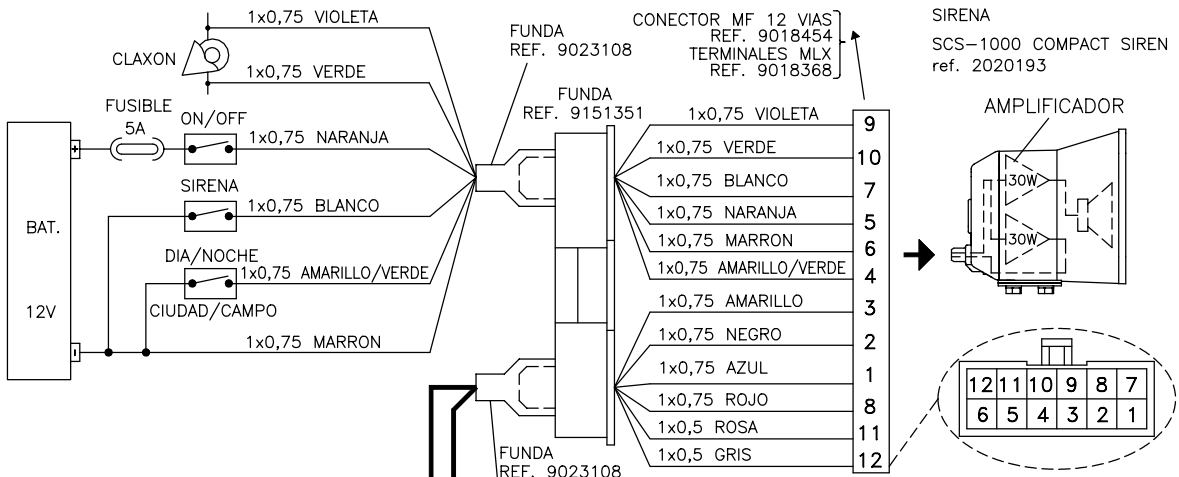 1x0,75 VIOLETA
CLAXON
1x0,75 VERDE
FUSIBLE
5A
ON/OFF
1x0,75 NARANJA
SIRENA
1x0,75 BLANCO
BAT.
12V
+
-
DIA/NOCHE
1x0,75 AMARILLO/VERDE
CIUDAD/CAMPO
1x0,75 MARRON
FUNDA
REF. 9023108
FUNDA
REF. 9151351
FUNDA
REF. 9023108
CONECTOR MF 12 VIAS
REF. 9018454
TERMINALES MLX
REF. 9018368
1x0,75 VIOLETA 9
1x0,75 VERDE 10
1x0,75 BLANCO 7
1x0,75 NARANJA 5
1x0,75 MARRON 6
1x0,75 AMARILLO/VERDE 4
1x0,75 AMARILLO 3
1x0,75 NEGRO 2
1x0,75 AZUL 1
1x0,75 ROJO 8
1x0,5 ROSA 11
1x0,5 GRIS 12
SIRENA
SCS-1000 COMPACT SIREN
ref. 2020193
AMPLIFICADOR
30W
30W
12 11 10 9 8 7
6 5 4 3 2 1